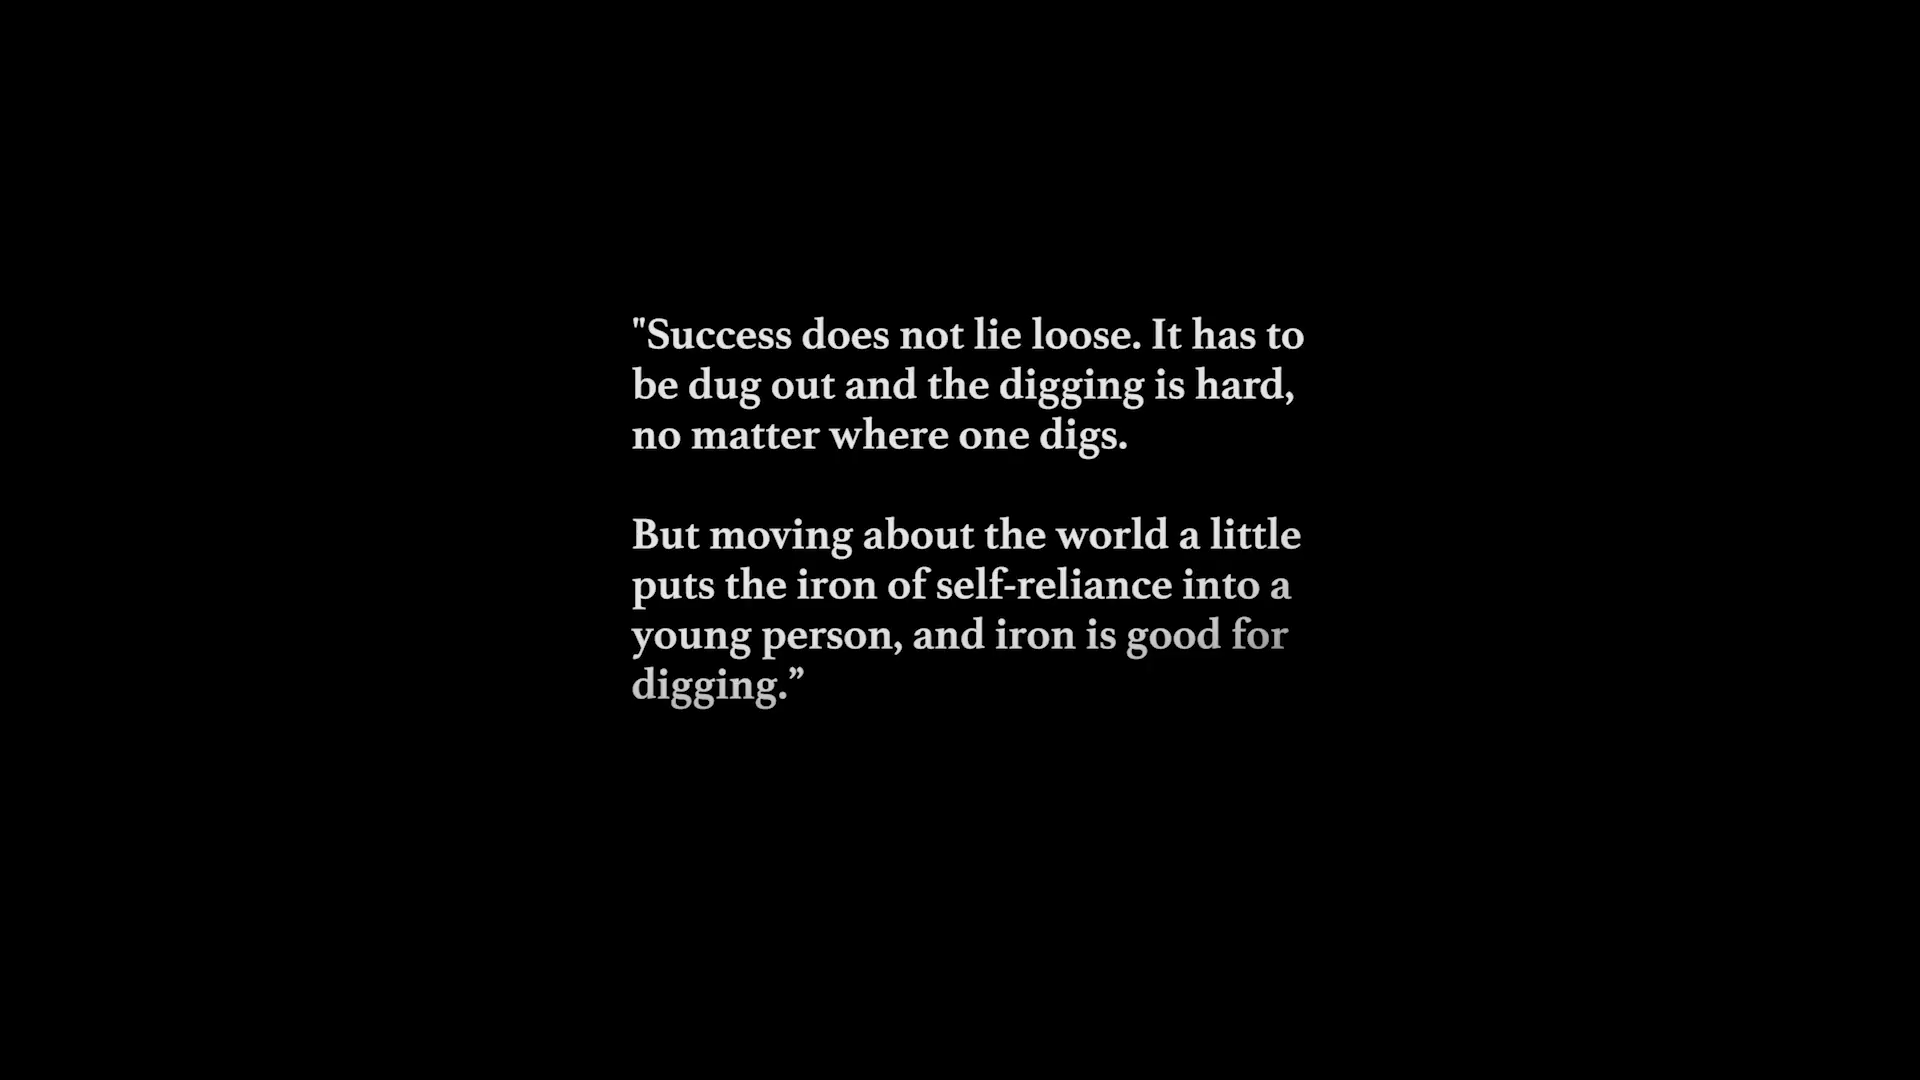 "Success does not lie loose. It has to
be dug out and the digging is hard,
no matter where one digs.
But moving about the world a little
puts the iron of self-reliance into a
young person, and iron is good for
digging.”